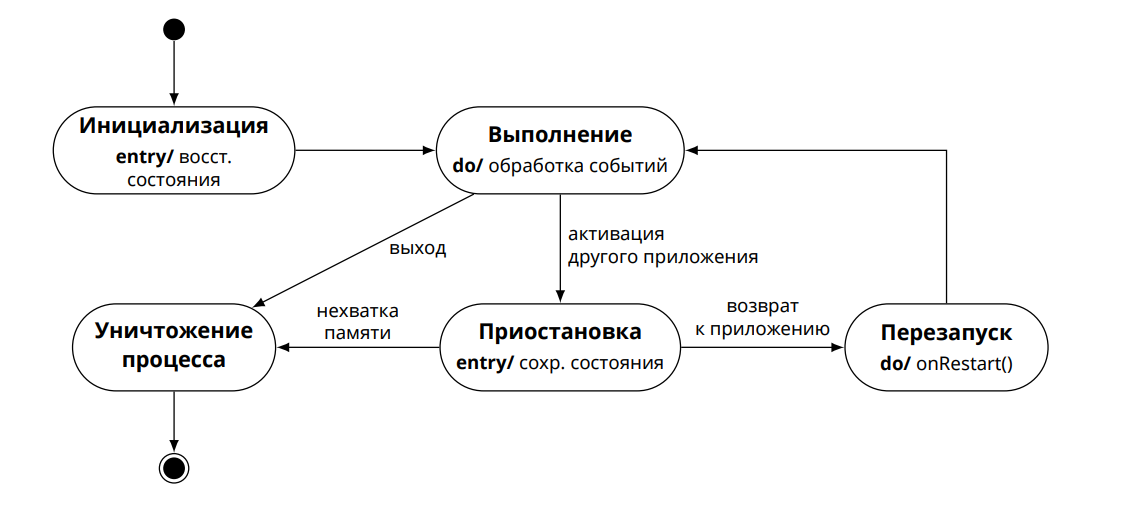 Инициализация
entry/ восст.
состояния
Выполнение
do/ обработка событий
выход
активация
другого приложения
Уничтожение
процесса
нехватка
памяти
Приостановка
entry/ сохр. состояния
возврат
к приложению
Перезапуск
do/ onRestart()